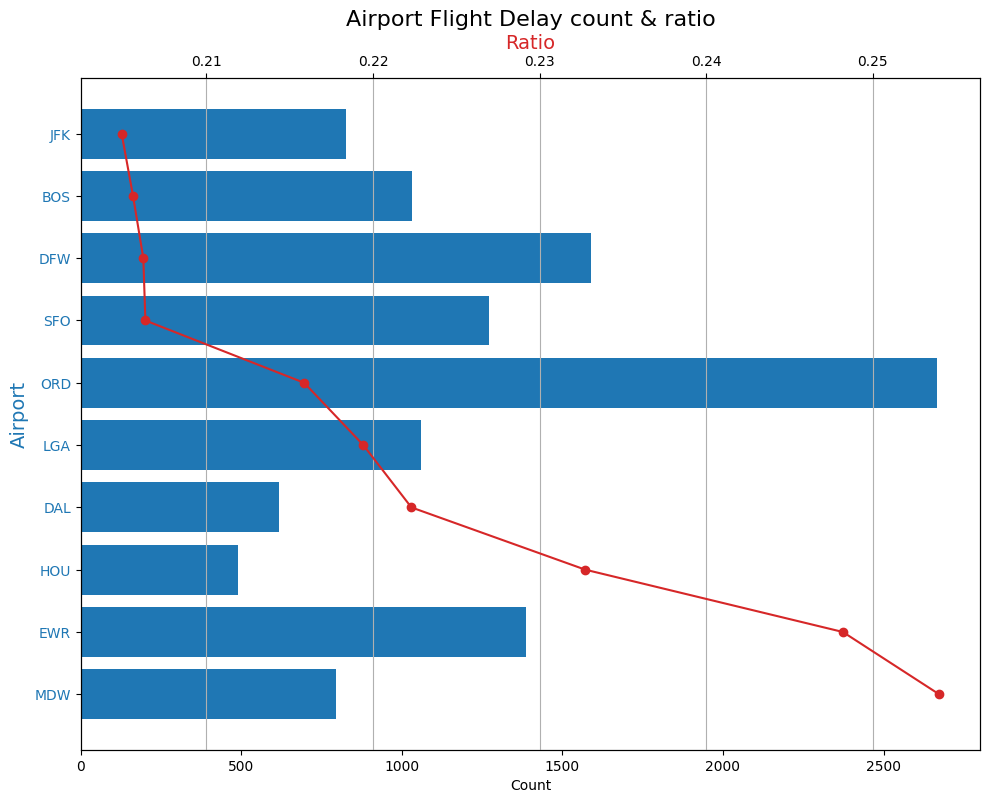 Airport Flight Delay count & ratio
Ratio
0.21 0.22 0.23 0.24 0.25
JFK
BOS
DFW
SFO
ORD
LGA
DAL
HOU
EWR
MDW
Airport
0 500 1000 1500 2000 2500
Count